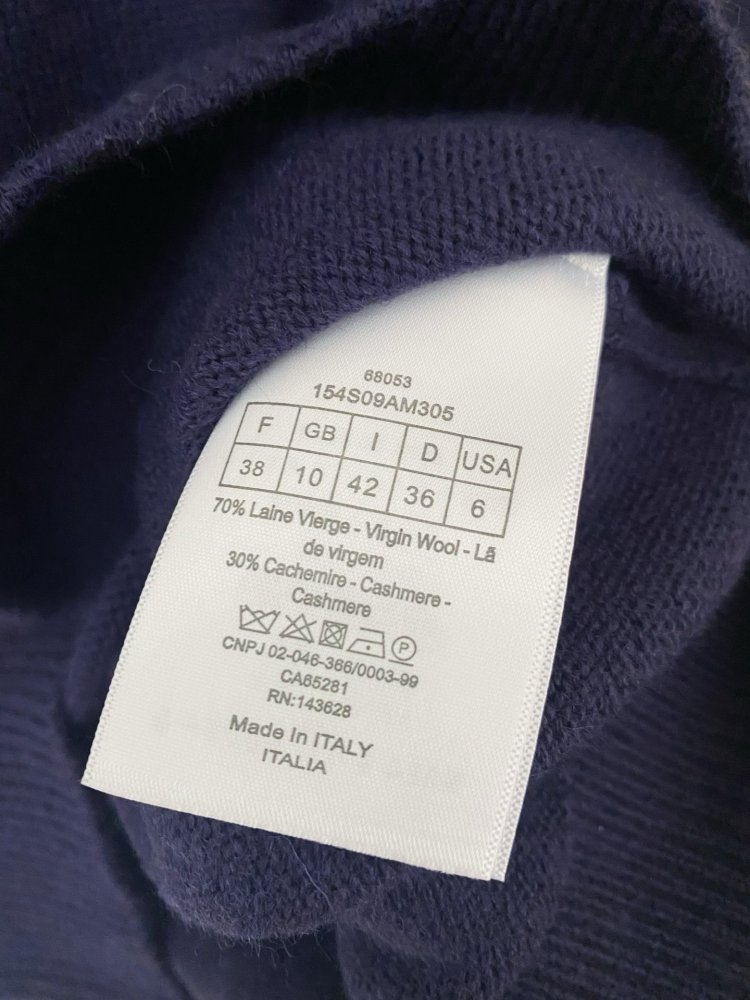 68053
154S09AM305
F GB I D USA
38 10 42 36 6
70% Laine Vierge - Virgin Wool - Lã
de virgem
30% Cachemire - Cashmere -
Cashmere
P
CNPJ 02-046-366/0003-99
CA65281
RN:143628
Made in ITALY
ITALIA